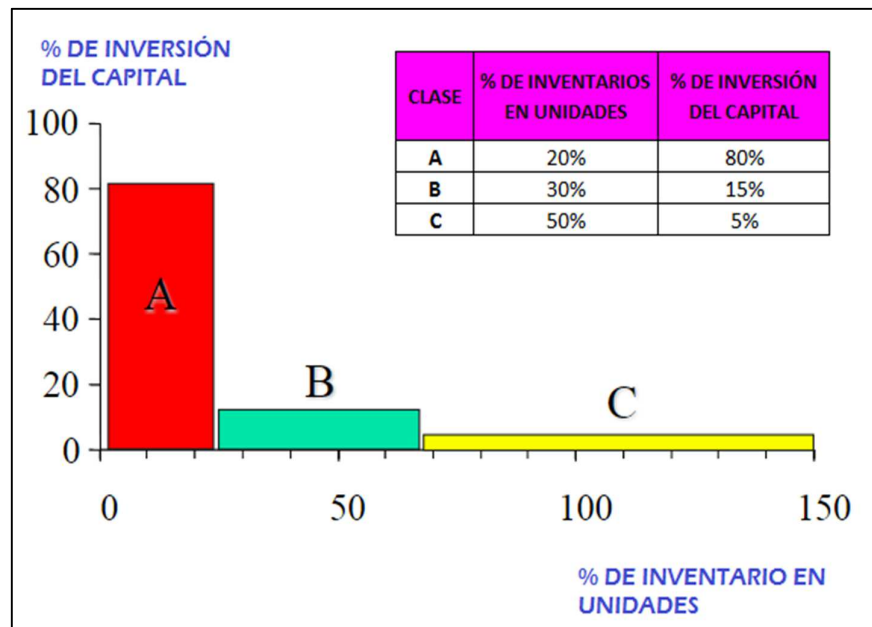 % DE INVERSIÓN
DEL CAPITAL
CLASE
% DE INVENTARIOS
EN UNIDADES
% DE INVERSIÓN
DEL CAPITAL
A 20% 80%
B 30% 15%
C 50% 5%
100
80
60
40
20
0
A
B
C
0 50 100 150
% DE INVENTARIO EN
UNIDADES